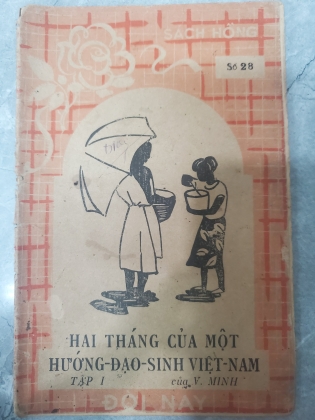 SÁCH HỒNG
Số 28
HAI THÁNG CỦA MỘT
HƯỚNG-ĐẠO-SINH VIỆT-NAM
TẬP I của V. MINH
ĐỜI NAY